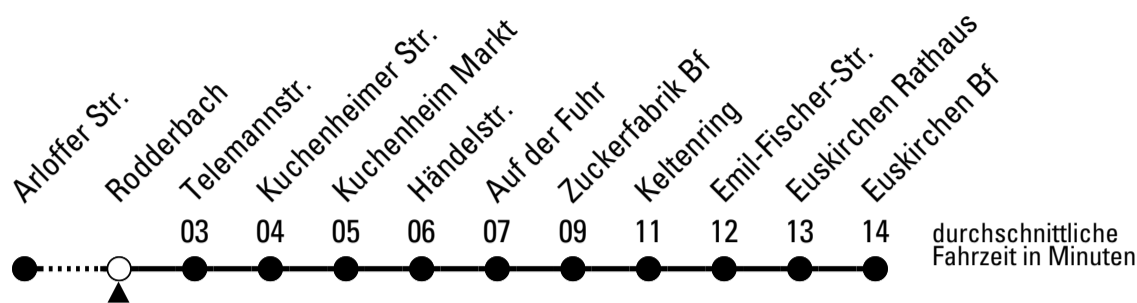 Arloffer Str.
Rodderbach
Telemannstr.
Kuchenheimer Str.
Kuchenheim Markt
Händelstr.
Auf der Fuhr
Zuckerfabrik Bf
Keltenring
Emil-Fischer-Str.
Euskirchen Rathaus
Euskirchen Bf
03 04 05 06 07 09 11 12 13 14
durchschnittliche
Fahrzeit in Minuten